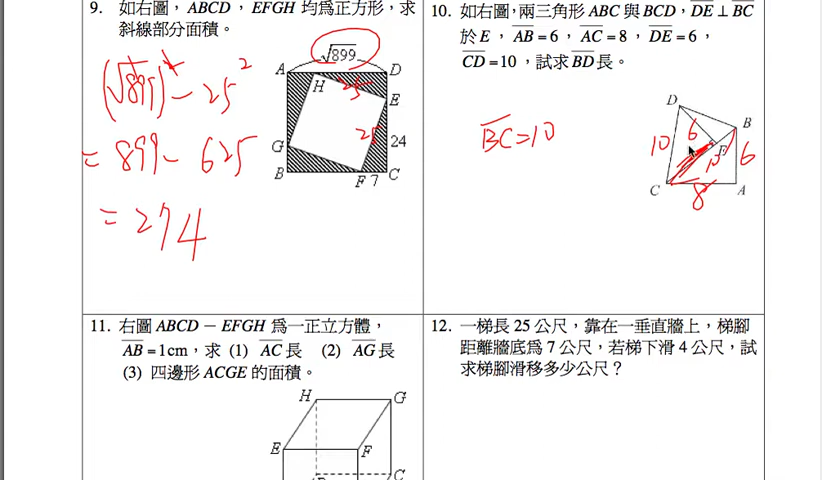 9. 如右圖，ABCD，EFGH 均為正方形，求
斜線部分面積。
(√899)² − 25²
= 899 − 625
= 274
√899
A
D
H
25
E
25
G
24
B
F
7
C
10. 如右圖，兩三角形 ABC 與 BCD，DE⊥BC
於 E，AB=6，AC=8，DE=6，
CD=10，試求 BD 長。
BC=10
D
B
6
10
E
10
6
C
8
A
11. 右圖 ABCD－EFGH 為一正立方體，
AB=1cm，求 (1) AC 長 (2) AG 長
(3) 四邊形 ACGE 的面積。
H
G
E
F
C
12. 一梯長 25 公尺，靠在一垂直牆上，梯腳
距離牆底為 7 公尺，若梯下滑 4 公尺，試
求梯腳滑移多少公尺？